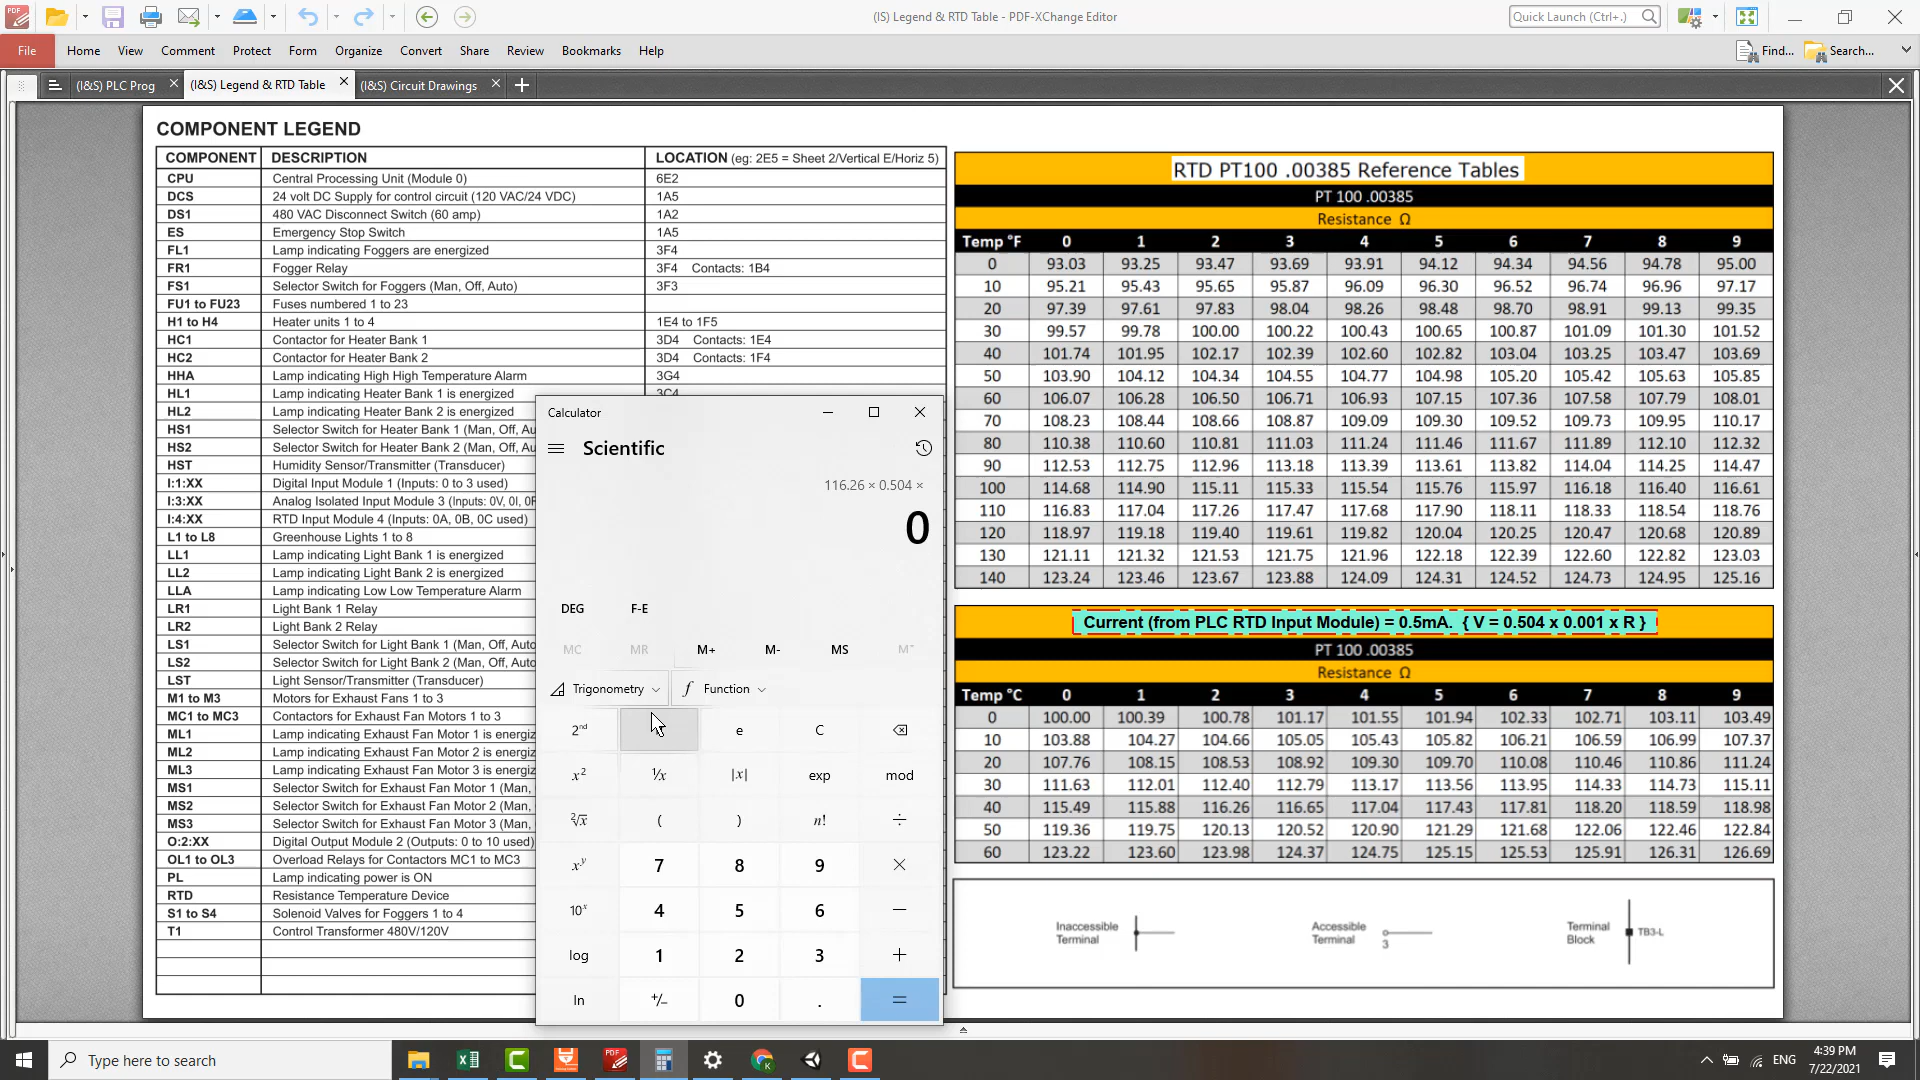 (IS) Legend & RTD Table - PDF-XChange Editor
Quick Launch (Ctrl+.)
File Home View Comment Protect Form Organize Convert Share Review Bookmarks Help
Find... Search...
(I&S) PLC Prog (I&S) Legend & RTD Table (I&S) Circuit Drawings
COMPONENT LEGEND
COMPONENT DESCRIPTION LOCATION (eg: 2E5 = Sheet 2/Vertical E/Horiz 5)
CPU Central Processing Unit (Module 0) 6E2
DCS 24 volt DC Supply for control circuit (120 VAC/24 VDC) 1A5
DS1 480 VAC Disconnect Switch (60 amp) 1A2
ES Emergency Stop Switch 1A5
FL1 Lamp indicating Foggers are energized 3F4
FR1 Fogger Relay 3F4 Contacts: 1B4
FS1 Selector Switch for Foggers (Man, Off, Auto) 3F3
FU1 to FU23 Fuses numbered 1 to 23
H1 to H4 Heater units 1 to 4 1E4 to 1F5
HC1 Contactor for Heater Bank 1 3D4 Contacts: 1E4
HC2 Contactor for Heater Bank 2 3D4 Contacts: 1F4
HHA Lamp indicating High High Temperature Alarm 3G4
HL1 Lamp indicating Heater Bank 1 is energized 3C4
HL2 Lamp indicating Heater Bank 2 is energized
HS1 Selector Switch for Heater Bank 1 (Man, Off, Au
HS2 Selector Switch for Heater Bank 2 (Man, Off, Au
HST Humidity Sensor/Transmitter (Transducer)
I:1:XX Digital Input Module 1 (Inputs: 0 to 3 used)
I:3:XX Analog Isolated Input Module 3 (Inputs: 0V, 0I, 0R
I:4:XX RTD Input Module 4 (Inputs: 0A, 0B, 0C used)
L1 to L8 Greenhouse Lights 1 to 8
LL1 Lamp indicating Light Bank 1 is energized
LL2 Lamp indicating Light Bank 2 is energized
LLA Lamp indicating Low Low Temperature Alarm
LR1 Light Bank 1 Relay
LR2 Light Bank 2 Relay
LS1 Selector Switch for Light Bank 1 (Man, Off, Auto
LS2 Selector Switch for Light Bank 2 (Man, Off, Auto
LST Light Sensor/Transmitter (Transducer)
M1 to M3 Motors for Exhaust Fans 1 to 3
MC1 to MC3 Contactors for Exhaust Fan Motors 1 to 3
ML1 Lamp indicating Exhaust Fan Motor 1 is energiz
ML2 Lamp indicating Exhaust Fan Motor 2 is energiz
ML3 Lamp indicating Exhaust Fan Motor 3 is energiz
MS1 Selector Switch for Exhaust Fan Motor 1 (Man,
MS2 Selector Switch for Exhaust Fan Motor 2 (Man,
MS3 Selector Switch for Exhaust Fan Motor 3 (Man,
O:2:XX Digital Output Module 2 (Outputs: 0 to 10 used)
OL1 to OL3 Overload Relays for Contactors MC1 to MC3
PL Lamp indicating power is ON
RTD Resistance Temperature Device
S1 to S4 Solenoid Valves for Foggers 1 to 4
T1 Control Transformer 480V/120V
Calculator
Scientific
116.26 × 0.504 ×
0
DEG F-E
MC MR M+ M- MS M˅
Trigonometry f Function
2nd e C
x² ¹/x |x| exp mod
²√x ( ) n! ÷
xʸ 7 8 9 ×
10ˣ 4 5 6 −
log 1 2 3 +
ln +/− 0 . =
RTD PT100 .00385 Reference Tables
PT 100 .00385
Resistance Ω
Temp °F 0 1 2 3 4 5 6 7 8 9
0 93.03 93.25 93.47 93.69 93.91 94.12 94.34 94.56 94.78 95.00
10 95.21 95.43 95.65 95.87 96.09 96.30 96.52 96.74 96.96 97.17
20 97.39 97.61 97.83 98.04 98.26 98.48 98.70 98.91 99.13 99.35
30 99.57 99.78 100.00 100.22 100.43 100.65 100.87 101.09 101.30 101.52
40 101.74 101.95 102.17 102.39 102.60 102.82 103.04 103.25 103.47 103.69
50 103.90 104.12 104.34 104.55 104.77 104.98 105.20 105.42 105.63 105.85
60 106.07 106.28 106.50 106.71 106.93 107.15 107.36 107.58 107.79 108.01
70 108.23 108.44 108.66 108.87 109.09 109.30 109.52 109.73 109.95 110.17
80 110.38 110.60 110.81 111.03 111.24 111.46 111.67 111.89 112.10 112.32
90 112.53 112.75 112.96 113.18 113.39 113.61 113.82 114.04 114.25 114.47
100 114.68 114.90 115.11 115.33 115.54 115.76 115.97 116.18 116.40 116.61
110 116.83 117.04 117.26 117.47 117.68 117.90 118.11 118.33 118.54 118.76
120 118.97 119.18 119.40 119.61 119.82 120.04 120.25 120.47 120.68 120.89
130 121.11 121.32 121.53 121.75 121.96 122.18 122.39 122.60 122.82 123.03
140 123.24 123.46 123.67 123.88 124.09 124.31 124.52 124.73 124.95 125.16
Current (from PLC RTD Input Module) = 0.5mA. { V = 0.504 x 0.001 x R }
PT 100 .00385
Resistance Ω
Temp °C 0 1 2 3 4 5 6 7 8 9
0 100.00 100.39 100.78 101.17 101.55 101.94 102.33 102.71 103.11 103.49
10 103.88 104.27 104.66 105.05 105.43 105.82 106.21 106.59 106.99 107.37
20 107.76 108.15 108.53 108.92 109.30 109.70 110.08 110.46 110.86 111.24
30 111.63 112.01 112.40 112.79 113.17 113.56 113.95 114.33 114.73 115.11
40 115.49 115.88 116.26 116.65 117.04 117.43 117.81 118.20 118.59 118.98
50 119.36 119.75 120.13 120.52 120.90 121.29 121.68 122.06 122.46 122.84
60 123.22 123.60 123.98 124.37 124.75 125.15 125.53 125.91 126.31 126.69
Inaccessible
Terminal
Accessible
Terminal
3
Terminal
Block
TB3-L
Type here to search
ENG
4:39 PM
7/22/2021